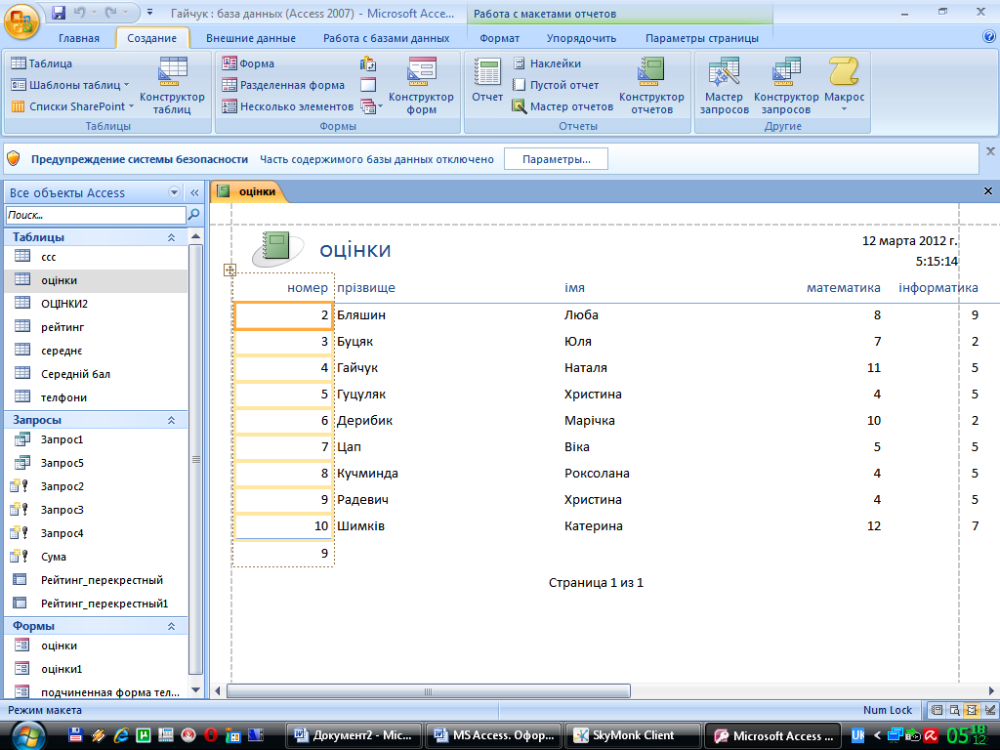 Гайчук : база данных (Access 2007) - Microsoft Acce...
Работа с макетами отчетов
Главная Создание Внешние данные Работа с базами данных Формат Упорядочить Параметры страницы
Таблица
Шаблоны таблиц
Списки SharePoint
Конструктор таблиц
Таблицы
Форма
Разделенная форма
Несколько элементов
Конструктор форм
Формы
Отчет
Наклейки
Пустой отчет
Мастер отчетов
Конструктор отчетов
Отчеты
Мастер запросов
Конструктор запросов
Макрос
Другие
Предупреждение системы безопасности Часть содержимого базы данных отключено Параметры...
Все объекты Access
Поиск...
Таблицы
ссс
оцінки
ОЦІНКИ2
рейтинг
середнє
Середній бал
телфони
Запросы
Запрос1
Запрос5
Запрос2
Запрос3
Запрос4
Сума
Рейтинг_перекрестный
Рейтинг_перекрестный1
Формы
оцінки
оцінки1
подчиненная форма тел...
оцінки
оцінки
12 марта 2012 г.
5:15:14
номер прізвище імя математика інформатика
2 Бляшин Люба 8 9
3 Буцяк Юля 7 2
4 Гайчук Наталя 11 5
5 Гуцуляк Христина 4 5
6 Дерибик Марічка 10 2
7 Цап Віка 5 5
8 Кучминда Роксолана 4 5
9 Радевич Христина 4 5
10 Шимків Катерина 12 7
9
Страница 1 из 1
Режим макета
Num Lock
Документ2 - Mic...
MS Access. Офор...
SkyMonk Client
Microsoft Access ...
UK
05 18 12